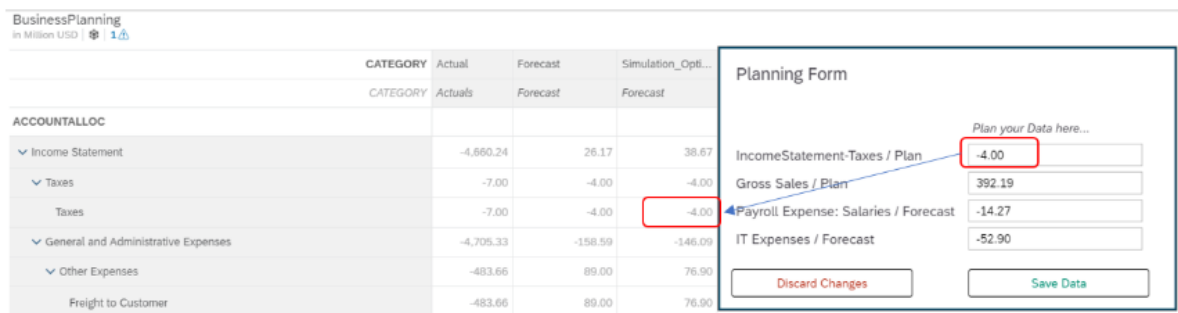 BusinessPlanning
in Million USD | 1
CATEGORY Actual Forecast Simulation_Opti...
CATEGORY Actuals Forecast Forecast
ACCOUNTALLOC
Income Statement -4,660.24 26.17 38.67
Taxes -7.00 -4.00 -4.00
Taxes -7.00 -4.00 -4.00
General and Administrative Expenses -4,705.33 -158.59 -146.09
Other Expenses -483.66 89.00 76.90
Freight to Customer -483.66 89.00 76.90
Planning Form
Plan your Data here...
IncomeStatement-Taxes / Plan -4.00
Gross Sales / Plan 392.19
Payroll Expense: Salaries / Forecast -14.27
IT Expenses / Forecast -52.90
Discard Changes Save Data